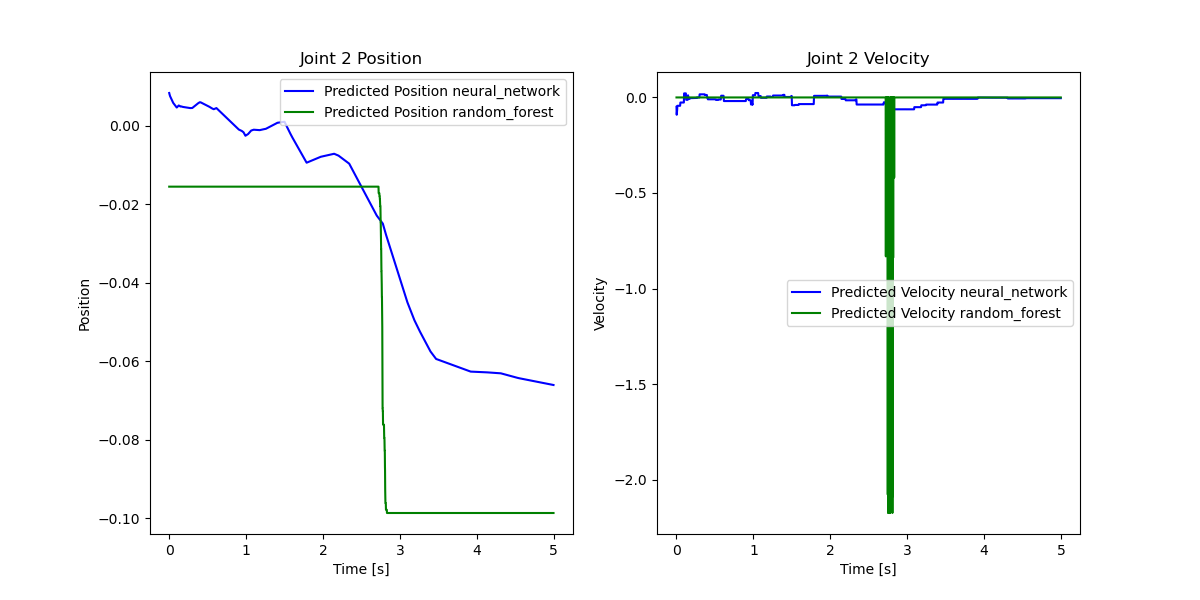 Joint 2 Position
Predicted Position neural_network
Predicted Position random_forest
0.00
−0.02
−0.04
−0.06
−0.08
−0.10
Position
0 1 2 3 4 5
Time [s]
Joint 2 Velocity
Predicted Velocity neural_network
Predicted Velocity random_forest
0.0
−0.5
−1.0
−1.5
−2.0
Velocity
0 1 2 3 4 5
Time [s]